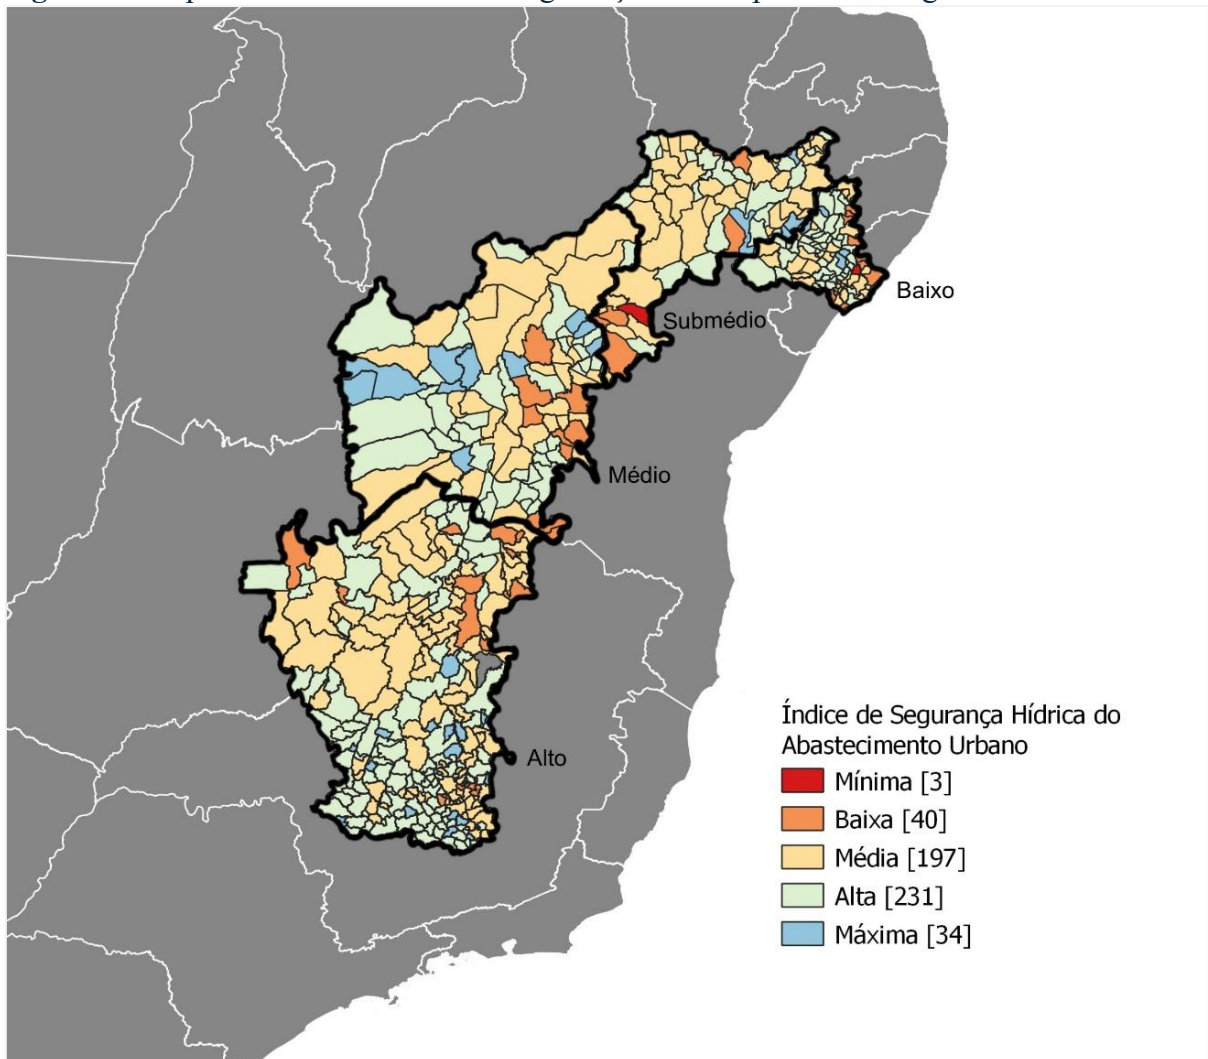 Baixo
Submédio
Médio
Alto
Índice de Segurança Hídrica do
Abastecimento Urbano
Mínima [3]
Baixa [40]
Média [197]
Alta [231]
Máxima [34]